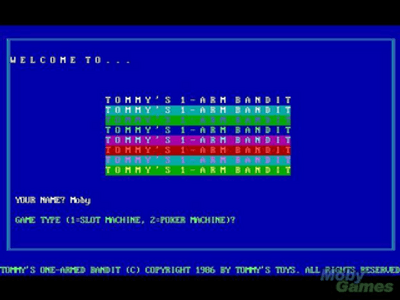 WELCOME TO...
TOMMY'S 1-ARM BANDIT
TOMMY'S 1-ARM BANDIT
TOMMY'S 1-ARM BANDIT
TOMMY'S 1-ARM BANDIT
TOMMY'S 1-ARM BANDIT
TOMMY'S 1-ARM BANDIT
TOMMY'S 1-ARM BANDIT
TOMMY'S 1-ARM BANDIT
YOUR NAME? Moby
GAME TYPE (1=SLOT MACHINE, 2=POKER MACHINE)?
TOMMY'S ONE-ARMED BANDIT (C) COPYRIGHT 1986 BY TOMMY'S TOYS. ALL RIGHTS RESERVED
Moby
Games